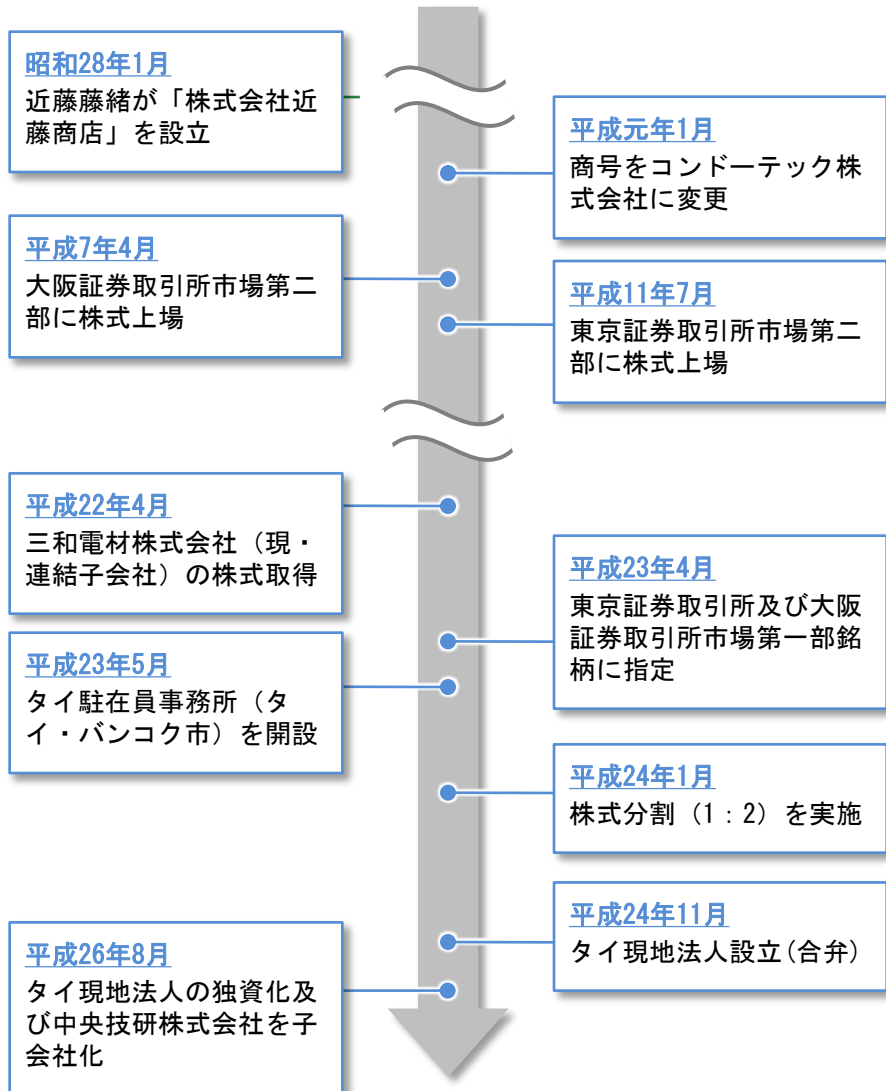 昭和28年1月
近藤藤緒が「株式会社近
藤商店」を設立
平成元年1月
商号をコンドーテック株
式会社に変更
平成7年4月
大阪証券取引所市場第二
部に株式上場
平成11年7月
東京証券取引所市場第二
部に株式上場
平成22年4月
三和電材株式会社（現・
連結子会社）の株式取得
平成23年4月
東京証券取引所及び大阪
証券取引所市場第一部銘
柄に指定
平成23年5月
タイ駐在員事務所（タ
イ・バンコク市）を開設
平成24年1月
株式分割（1：2）を実施
平成24年11月
タイ現地法人設立(合弁)
平成26年8月
タイ現地法人の独資化及
び中央技研株式会社を子
会社化